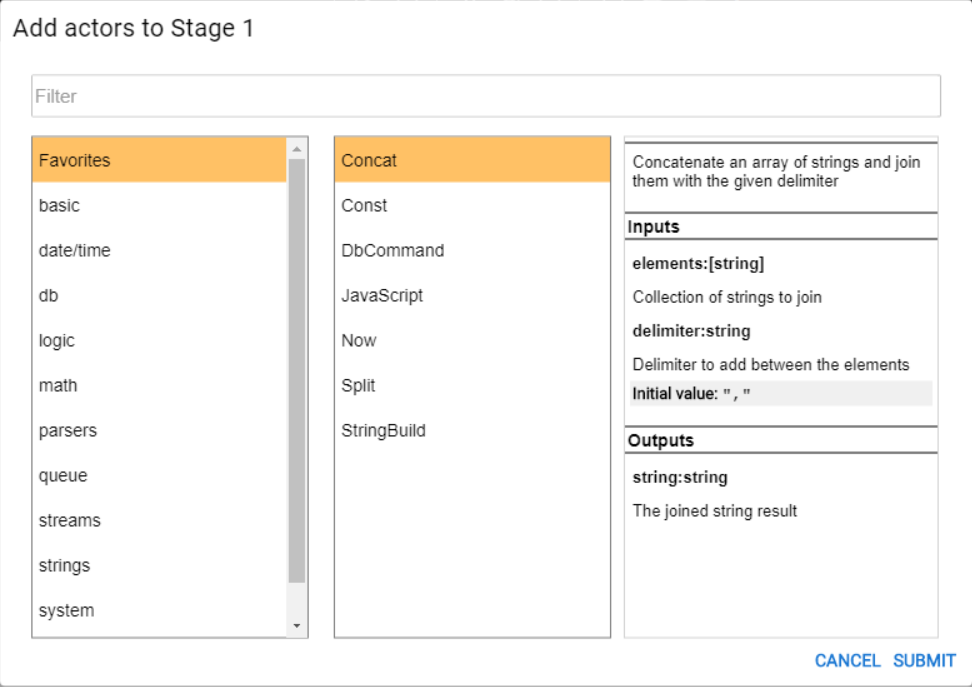 Add actors to Stage 1
Filter
Favorites
basic
date/time
db
logic
math
parsers
queue
streams
strings
system
Concat
Const
DbCommand
JavaScript
Now
Split
StringBuild
Concatenate an array of strings and join
them with the given delimiter
Inputs
elements:[string]
Collection of strings to join
delimiter:string
Delimiter to add between the elements
Initial value: ","
Outputs
string:string
The joined string result
CANCEL SUBMIT